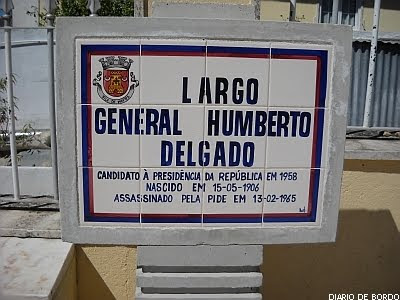 LARGO
GENERAL HUMBERTO
DELGADO
CANDIDATO À PRESIDÊNCIA DA REPÚBLICA EM 1958
NASCIDO EM 15-05-1906
ASSASSINADO PELA PIDE EM 13-02-1965
DIARIO DE BORDO